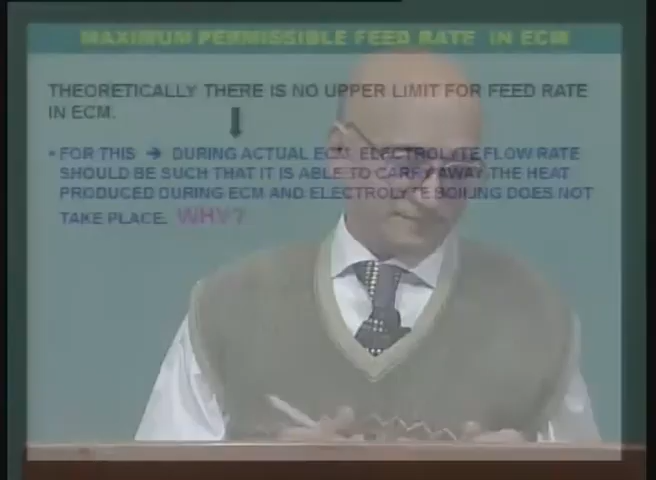 MAXIMUM PERMISSIBLE FEED RATE IN ECM
THEORETICALLY THERE IS NO UPPER LIMIT FOR FEED RATE
IN ECM.
• FOR THIS → DURING ACTUAL ECM, ELECTROLYTE FLOW RATE
SHOULD BE SUCH THAT IT IS ABLE TO CARRY AWAY THE HEAT
PRODUCED DURING ECM AND ELECTROLYTE BOILING DOES NOT
TAKE PLACE. WHY?